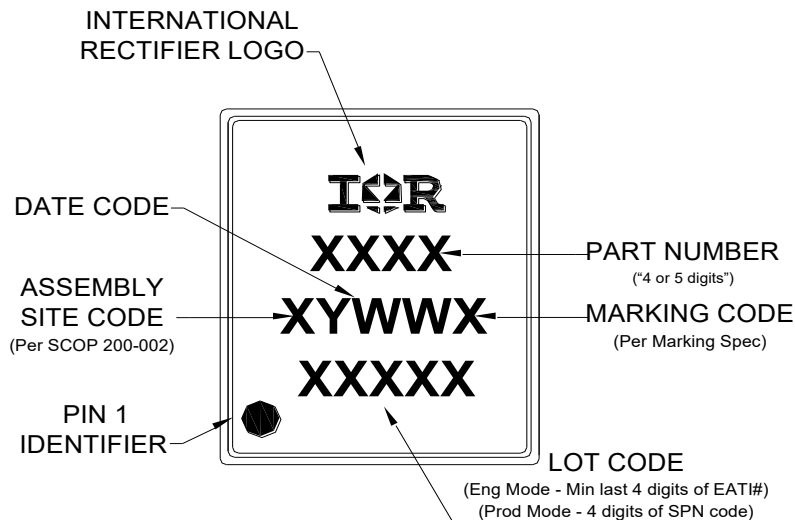 INTERNATIONAL
RECTIFIER LOGO
IOR
DATE CODE
XXXX
PART NUMBER
(“4 or 5 digits”)
ASSEMBLY
SITE CODE
(Per SCOP 200-002)
XYWWX
MARKING CODE
(Per Marking Spec)
XXXXX
PIN 1
IDENTIFIER
LOT CODE
(Eng Mode - Min last 4 digits of EATI#)
(Prod Mode - 4 digits of SPN code)